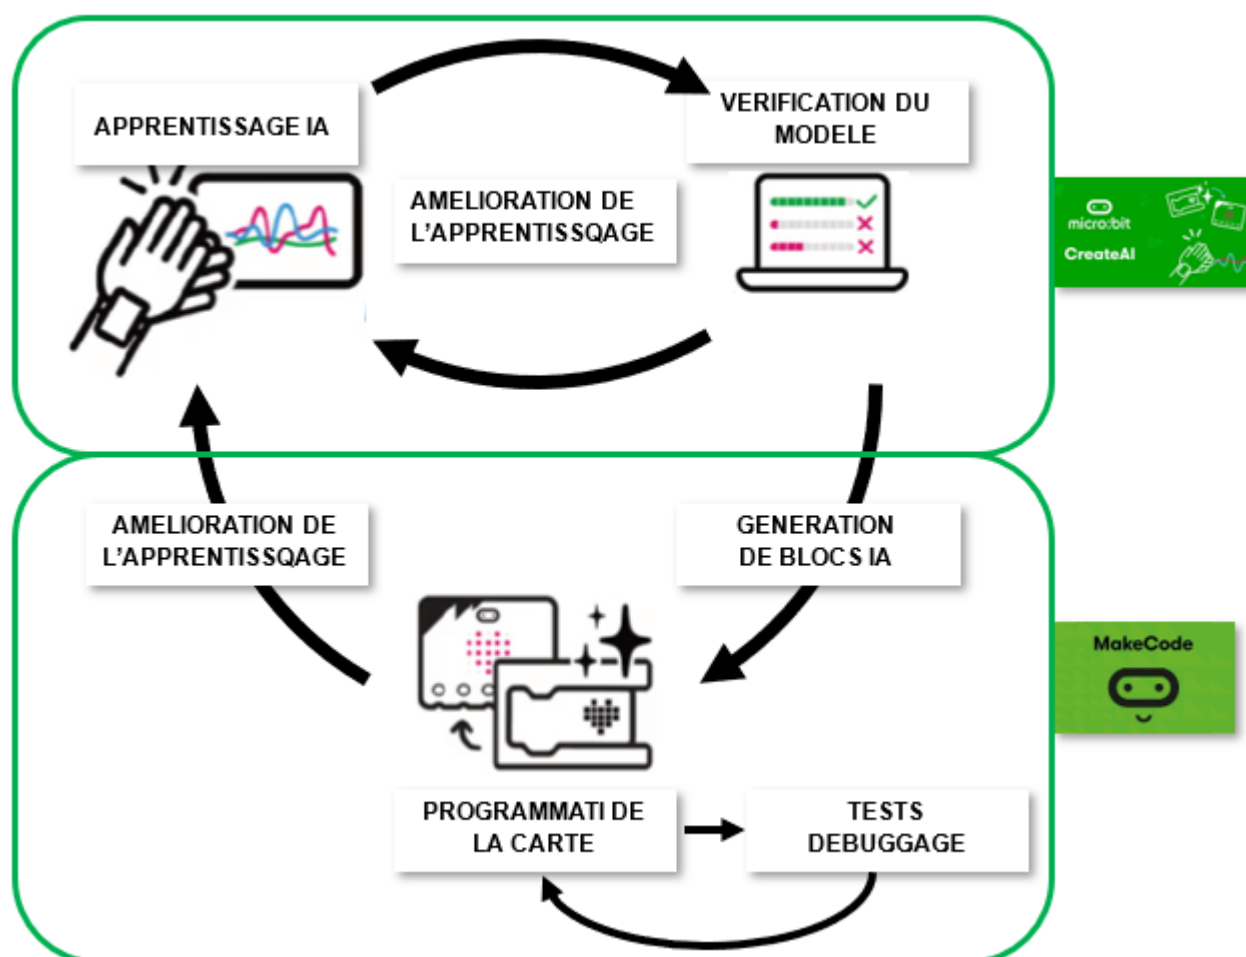 APPRENTISSAGE IA
VERIFICATION DU
MODELE
AMELIORATION DE
L'APPRENTISSQAGE
micro:bit
CreateAI
AMELIORATION DE
L'APPRENTISSQAGE
GENERATION
DE BLOCS IA
MakeCode
PROGRAMMATI DE
LA CARTE
TESTS
DEBUGGAGE